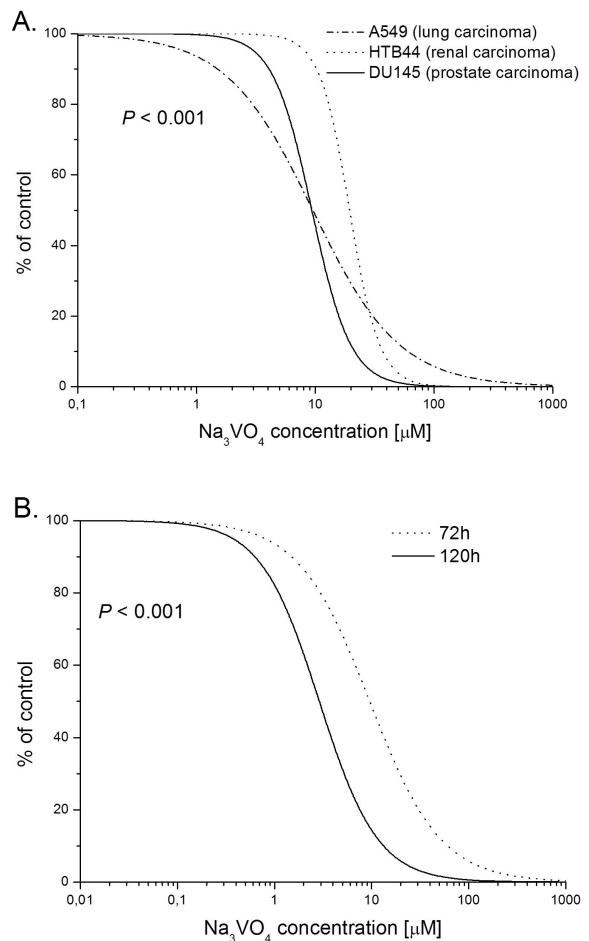 A.
A549 (lung carcinoma)
HTB44 (renal carcinoma)
DU145 (prostate carcinoma)
P < 0.001
% of control
100
80
60
40
20
0
0,1 1 10 100 1000
Na₃VO₄ concentration [µM]
B.
72h
120h
P < 0.001
% of control
100
80
60
40
20
0
0,01 0,1 1 10 100 1000
Na₃VO₄ concentration [µM]